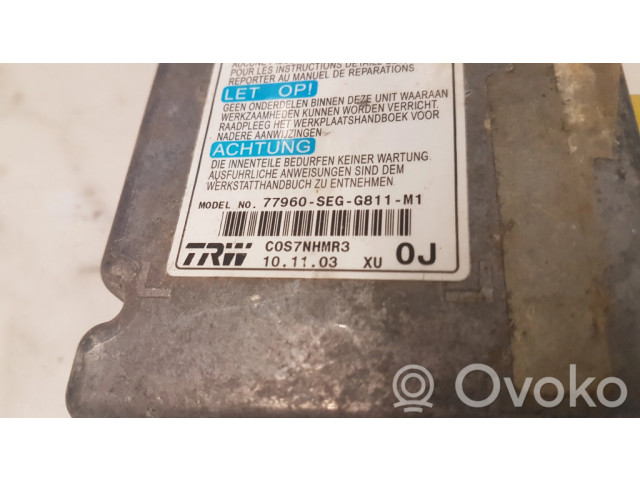 POUR LES INSTRUCTIONS DETAILLEES
REPORTER AU MANUEL DE REPARATIONS
LET OP!
GEEN ONDERDELEN BINNEN DEZE UNIT WAARAAN
WERKZAAMHEDEN KUNNEN WORDEN VERRICHT.
RAADPLEEG HET WERKPLAATSHANDBOEK VOOR
NADERE AANWIJZINGEN
ACHTUNG
DIE INNENTEILE BEDURFEN KEINER WARTUNG.
AUSFUHRLICHE ANWEISUNGEN SIND DEM
WERKSTATTHANDBUCH ZU ENTNEHMEN.
MODEL NO. 77960-SEG-G811-M1
TRW C0S7NHMR3
10.11.03 XU 0J
Ovoko